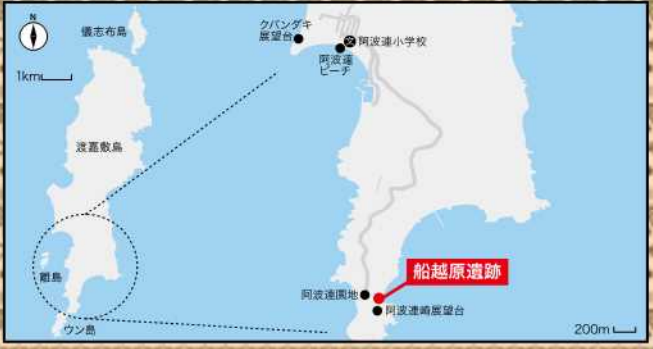 N
儀志布島
1km
渡嘉敷島
離島
ウン島
クバンダキ
展望台
文 阿波連小学校
阿波連
ビーチ
船越原遺跡
阿波連園地
阿波連崎展望台
200m